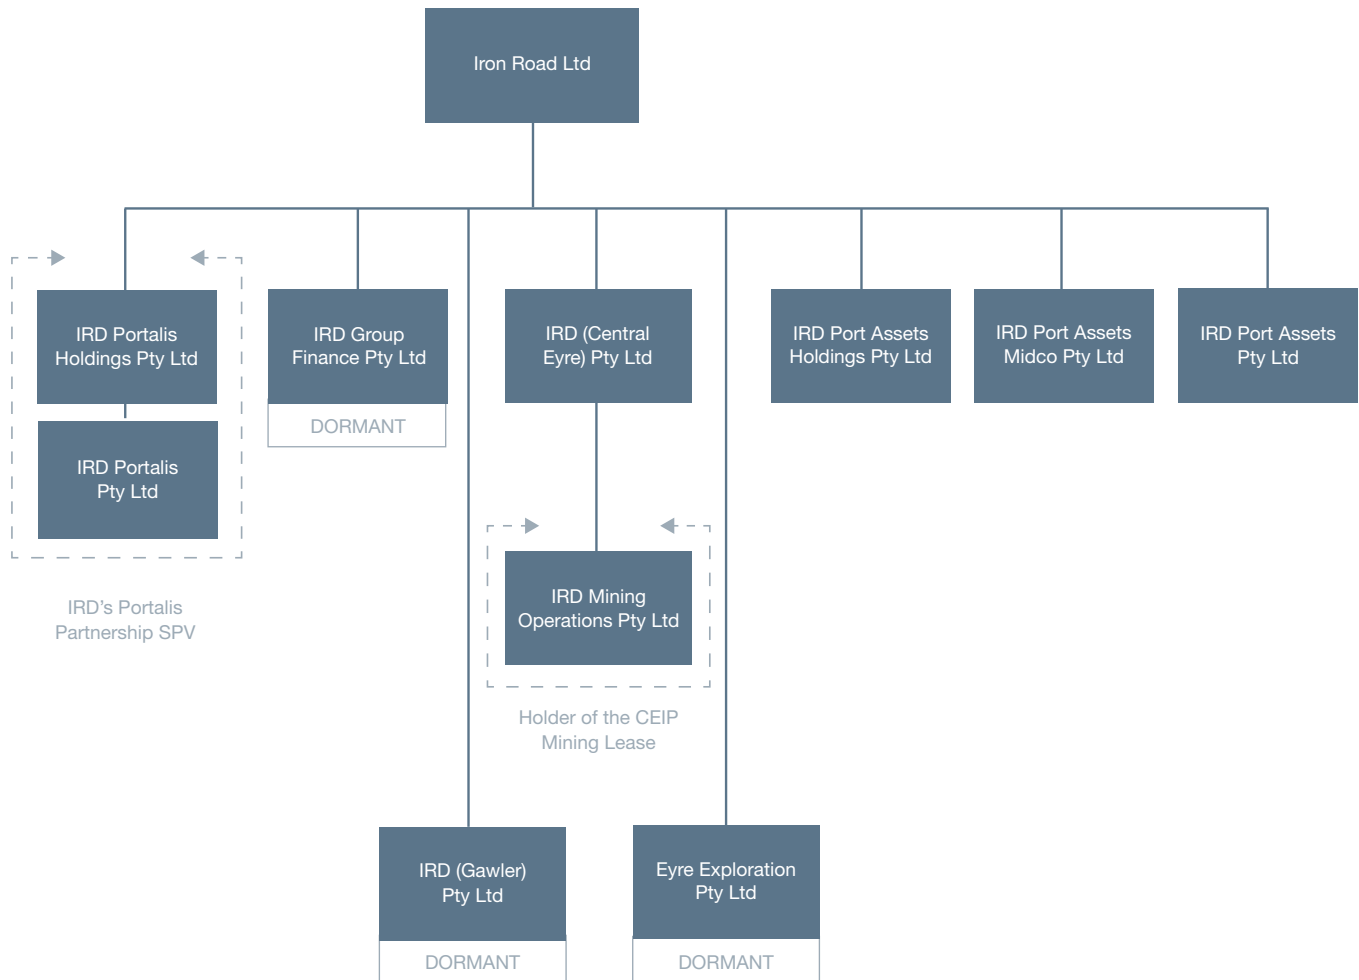 Iron Road Ltd
IRD Portalis
Holdings Pty Ltd
IRD Group
Finance Pty Ltd
DORMANT
IRD (Central
Eyre) Pty Ltd
IRD Port Assets
Holdings Pty Ltd
IRD Port Assets
Midco Pty Ltd
IRD Port Assets
Pty Ltd
IRD Portalis
Pty Ltd
IRD's Portalis
Partnership SPV
IRD Mining
Operations Pty Ltd
Holder of the CEIP
Mining Lease
IRD (Gawler)
Pty Ltd
DORMANT
Eyre Exploration
Pty Ltd
DORMANT